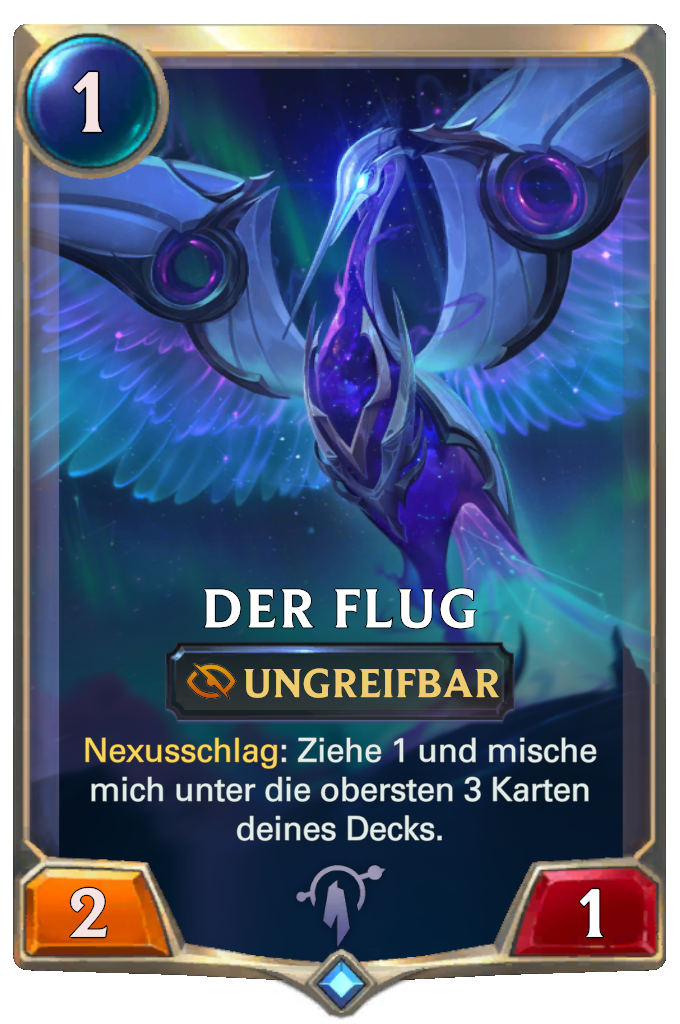 1
DER FLUG
UNGREIFBAR
Nexusschlag: Ziehe 1 und mische
mich unter die obersten 3 Karten
deines Decks.
2
1